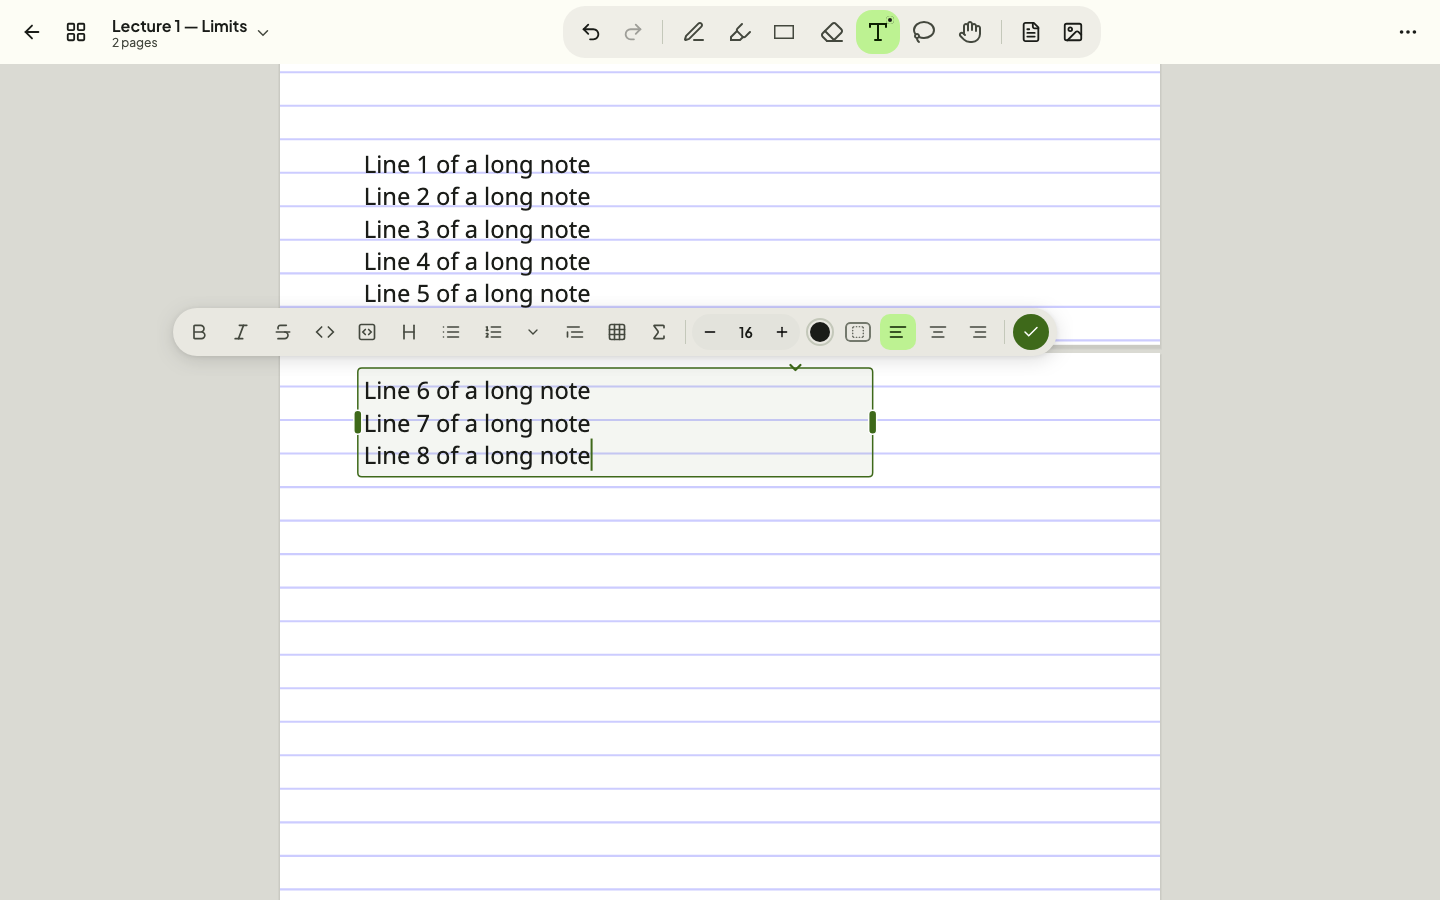 Lecture 1 — Limits
2 pages
Line 1 of a long note
Line 2 of a long note
Line 3 of a long note
Line 4 of a long note
Line 5 of a long note
16
Line 6 of a long note
Line 7 of a long note
Line 8 of a long note